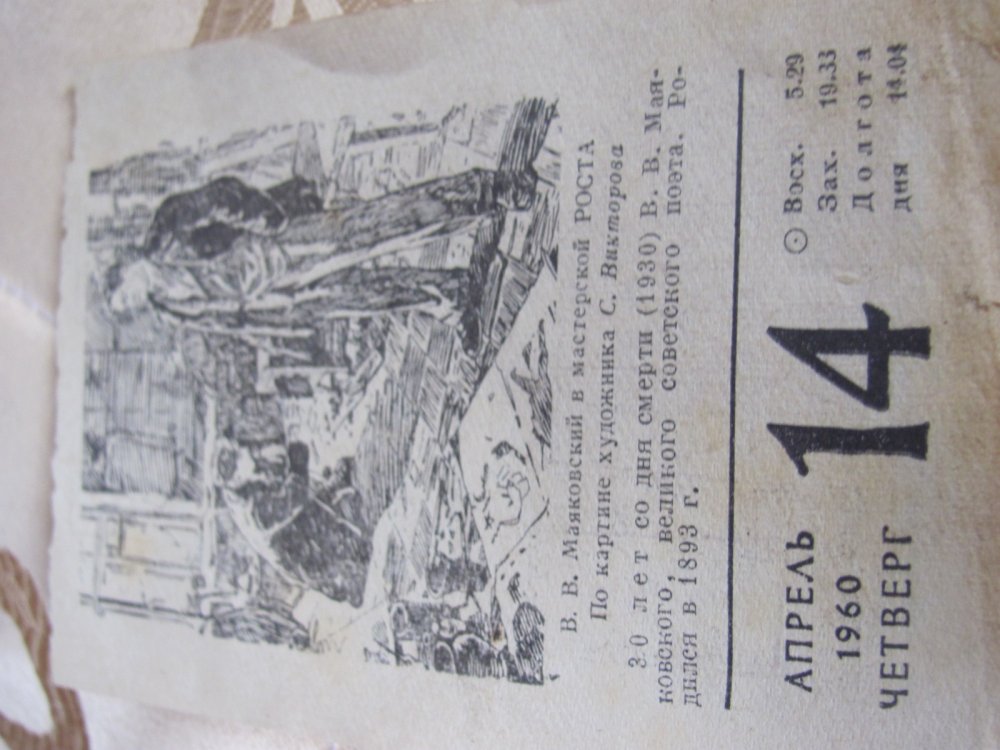 В. В. Маяковский в мастерской РОСТА
По картине художника С. Викторова
30 лет со дня смерти (1930) В. В. Мая-
ковского, великого советского поэта. Ро-
дился в 1893 г.
АПРЕЛЬ
1960
ЧЕТВЕРГ
14
Восх. 5.29
Зах. 19.33
Долгота
дня 14.04